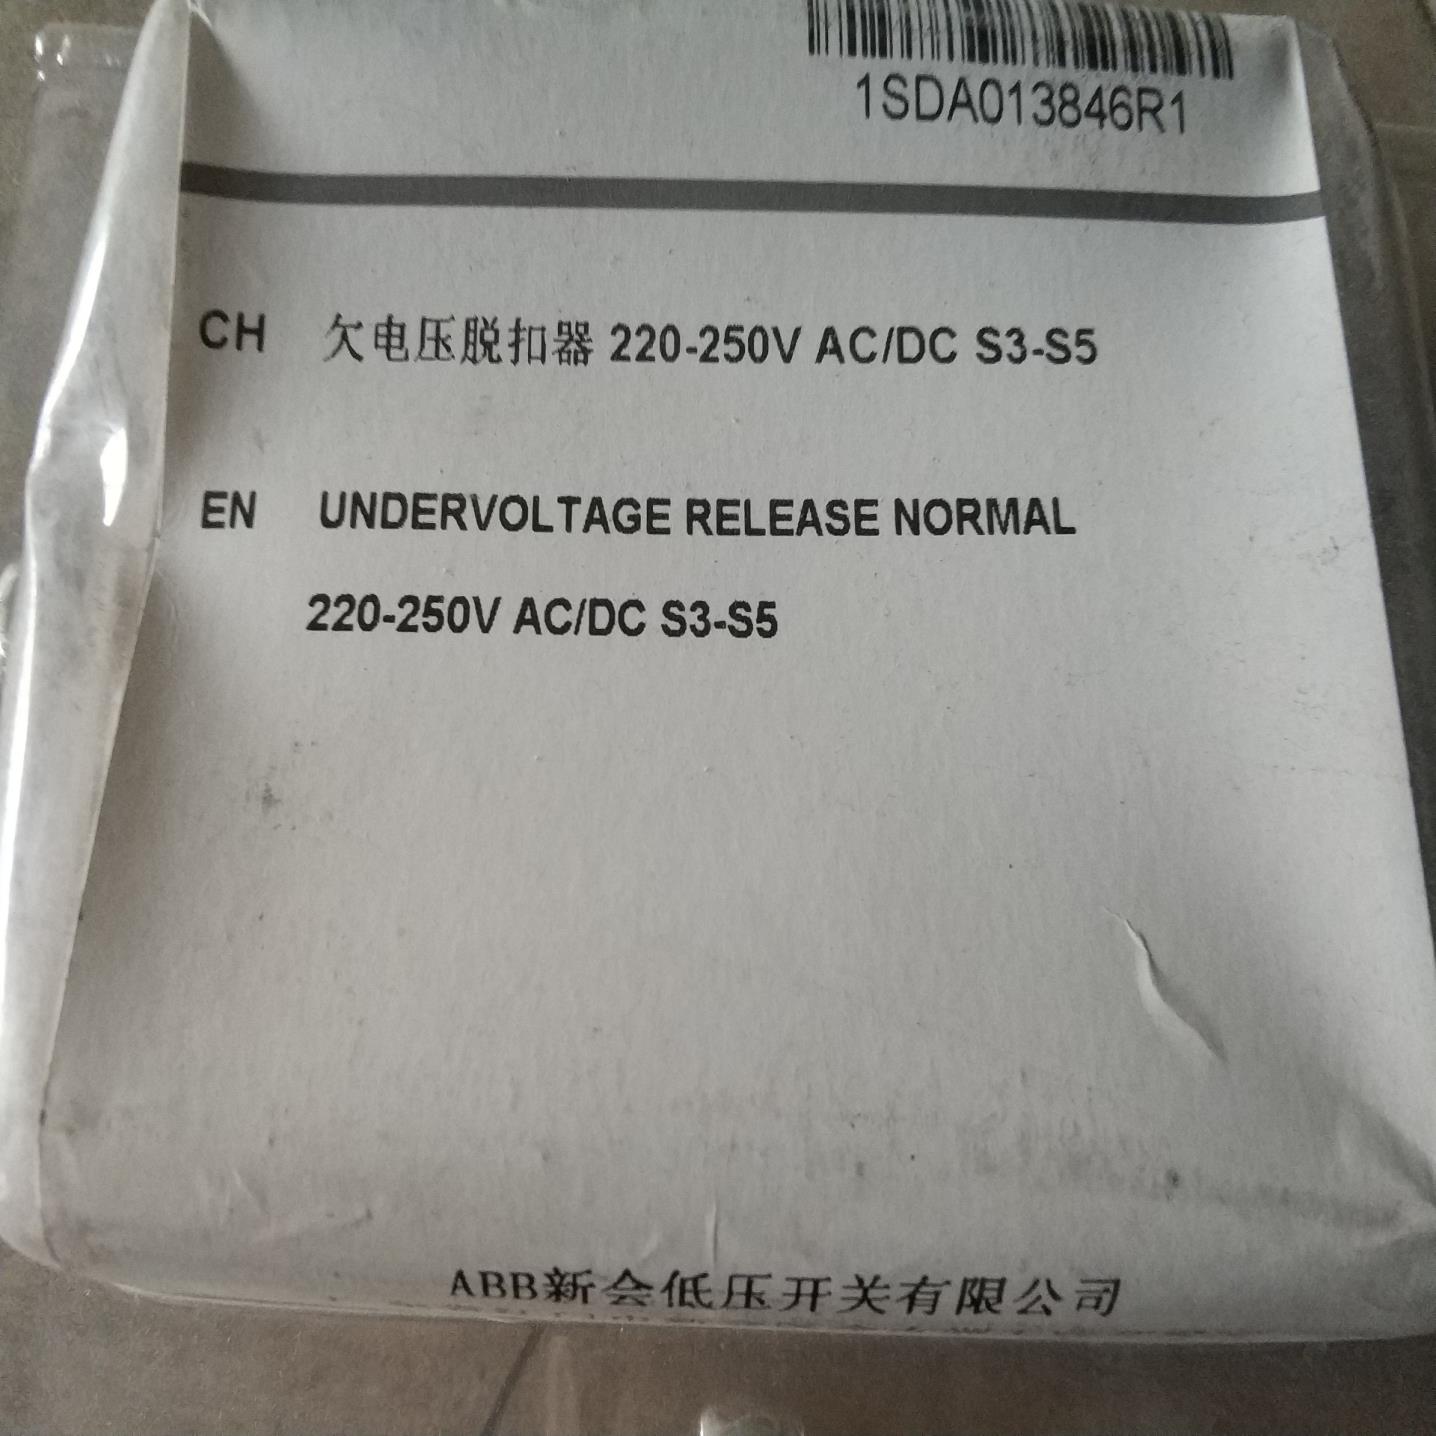 1SDA013846R1
CH 欠电压脱扣器 220-250V AC/DC S3-S5
EN UNDERVOLTAGE RELEASE NORMAL
220-250V AC/DC S3-S5
ABB新会低压开关有限公司